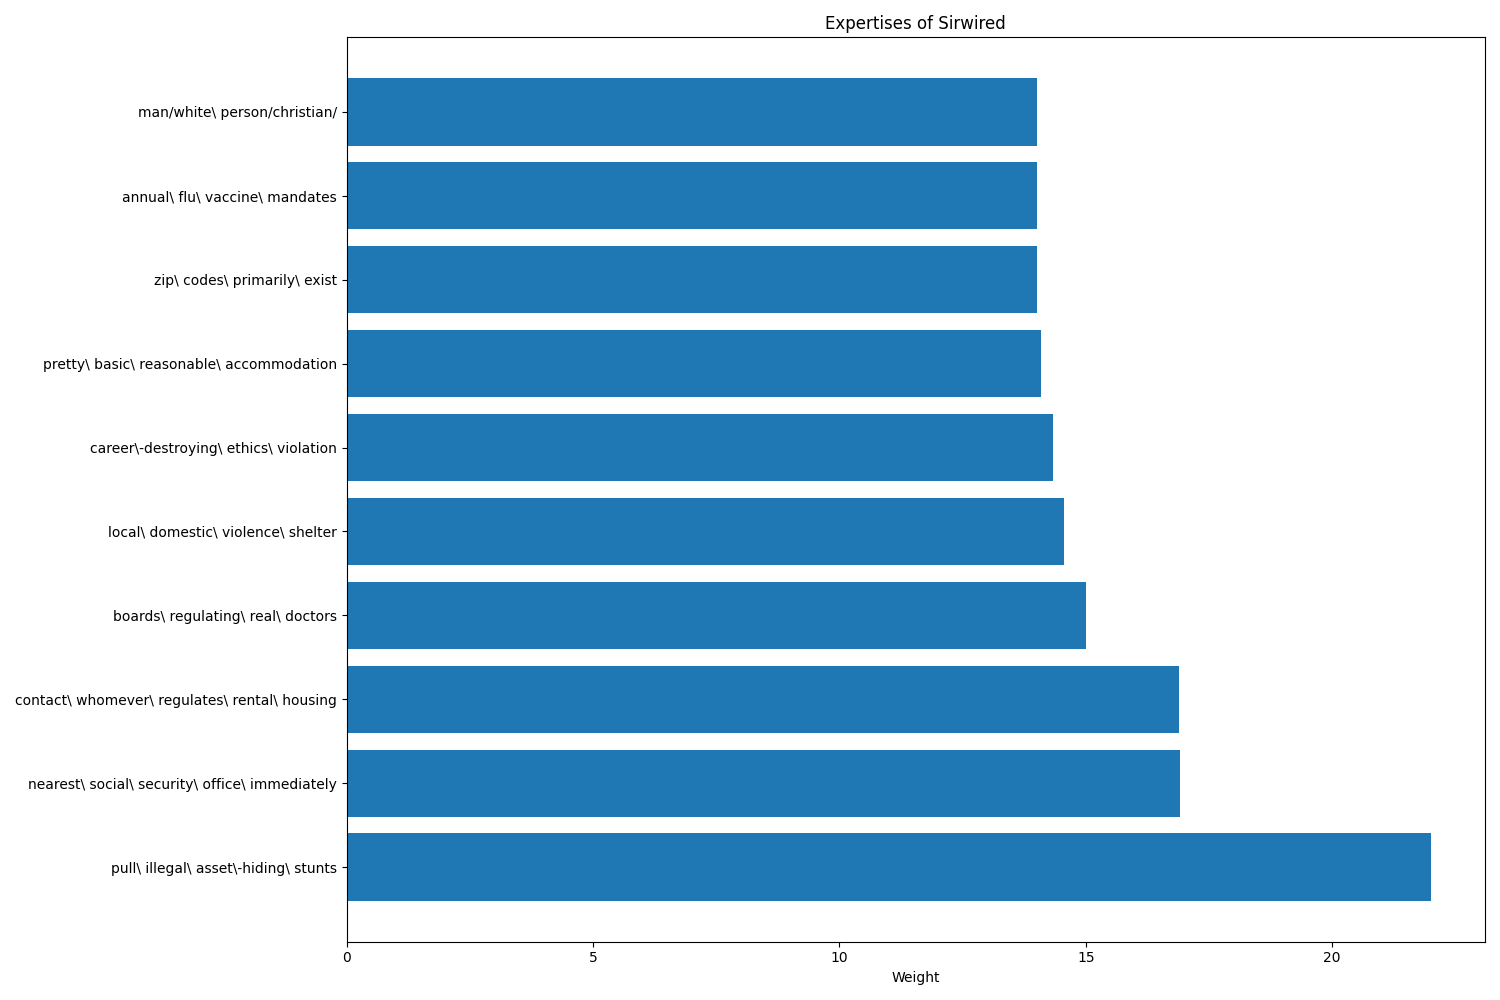 Expertises of Sirwired
man/white\ person/christian/
annual\ flu\ vaccine\ mandates
zip\ codes\ primarily\ exist
pretty\ basic\ reasonable\ accommodation
career\-destroying\ ethics\ violation
local\ domestic\ violence\ shelter
boards\ regulating\ real\ doctors
contact\ whomever\ regulates\ rental\ housing
nearest\ social\ security\ office\ immediately
pull\ illegal\ asset\-hiding\ stunts
0 5 10 15 20
Weight